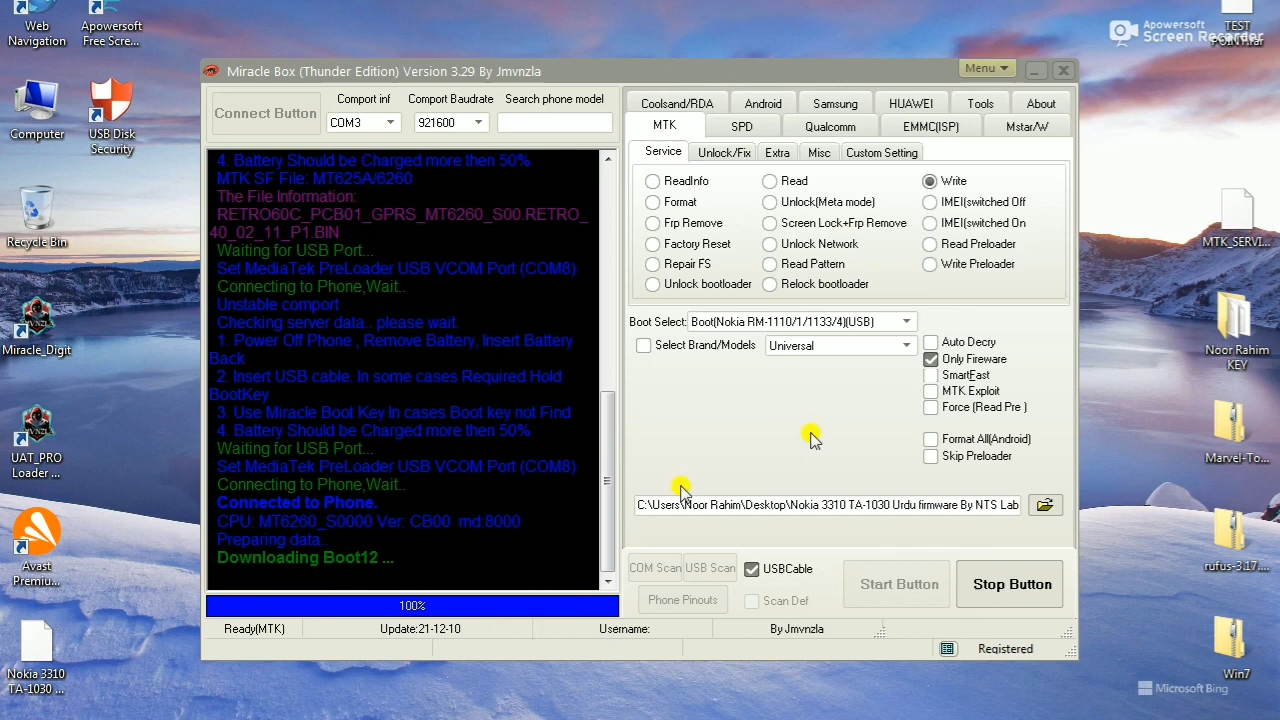 Web
Navigation
Apowersoft
Free Scre...
Computer
USB Disk
Security
Recycle Bin
Miracle_Digit
UAT_PRO
Loader ...
Avast
Premiu...
Nokia 3310
TA-1030 ...
Miracle Box (Thunder Edition) Version 3.29 By Jmvnzla
Menu
Connect Button
Comport inf
Comport Baudrate
Search phone model
COM3
921600
4. Battery Should be Charged more then 50%
MTK SF File: MT625A/6260
The File Information:
RETRO60C_PCB01_GPRS_MT6260_S00.RETRO_
40_02_11_P1.BIN
Waiting for USB Port...
Set MediaTek PreLoader USB VCOM Port (COM8)
Connecting to Phone,Wait..
Unstable comport
Checking server data.. please wait.
1. Power Off Phone , Remove Battery, Insert Battery
Back
2. Insert USB cable. In some cases Required Hold
BootKey
3. Use Miracle Boot Key In cases Boot key not Find
4. Battery Should be Charged more then 50%
Waiting for USB Port...
Set MediaTek PreLoader USB VCOM Port (COM8)
Connecting to Phone,Wait..
Connected to Phone.
CPU: MT6260_S0000 Ver: CB00 md:8000
Preparing data..
Downloading Boot12 ...
100%
Ready(MTK)
Update:21-12-10
Username:
By Jmvnzla
Registered
Coolsand/RDA
Android
Samsung
HUAWEI
Tools
About
MTK
SPD
Qualcomm
EMMC(ISP)
Mstar/W
Service
Unlock/Fix
Extra
Misc
Custom Setting
ReadInfo
Read
Write
Format
Unlock(Meta mode)
IMEI(switched Off
Frp Remove
Screen Lock+Frp Remove
IMEI(switched On
Factory Reset
Unlock Network
Read Preloader
Repair FS
Read Pattern
Write Preloader
Unlock bootloader
Relock bootloader
Boot Select:
Boot(Nokia RM-1110/1/1133/4)(USB)
Select Brand/Models
Universal
Auto Decry
Only Fireware
SmartFast
MTK Exploit
Force (Read Pre )
Format All(Android)
Skip Preloader
C:\Users\Noor Rahim\Desktop\Nokia 3310 TA-1030 Urdu firmware By NTS Lab
COM Scan
USB Scan
USBCable
Phone Pinouts
Scan Def
Start Button
Stop Button
Apowersoft
Screen Recorder
TEST
MTK_SERVI...
Noor Rahim
KEY
Marvel-To...
rufus-3.17....
Win7
Microsoft Bing